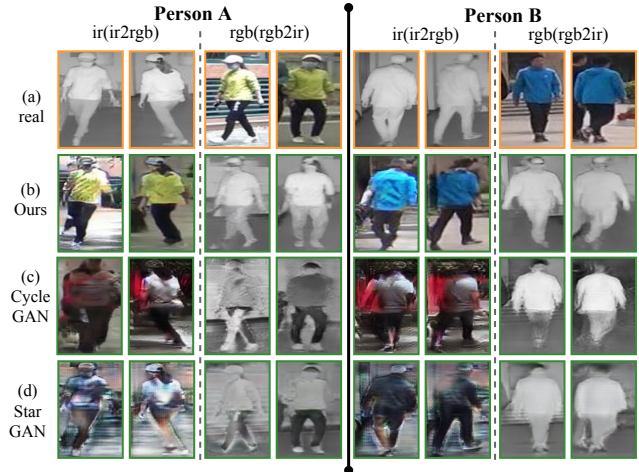 Person A
Person B
ir(ir2rgb)
rgb(rgb2ir)
ir(ir2rgb)
rgb(rgb2ir)
(a)
real
(b)
Ours
(c)
Cycle
GAN
(d)
Star
GAN